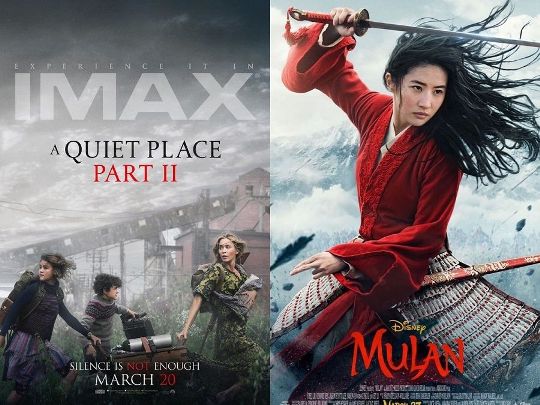 EXPERIENCE IT IN
IMAX
A QUIET PLACE
PART II
SILENCE IS NOT ENOUGH
MARCH 20
Disney
MULAN